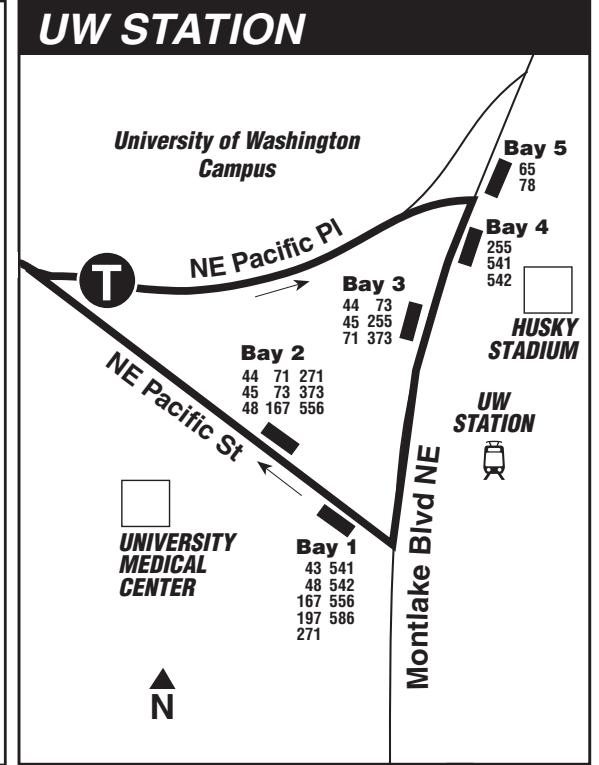 UW STATION
University of Washington
Campus
Bay 5
65
78
NE Pacific Pl
Bay 4
255
541
542
T
Bay 3
44 73
45 255
71 373
HUSKY
STADIUM
Bay 2
44 71 271
45 73 373
48 167 556
NE Pacific St
UW
STATION
Montlake Blvd NE
UNIVERSITY
MEDICAL
CENTER
Bay 1
43 541
48 542
167 556
197 586
271
N